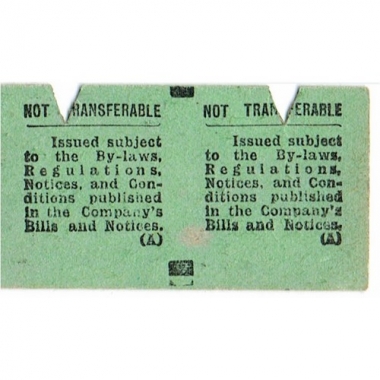 NOT RANSFERABLE
Issued subject
to the By-laws,
Regulations,
Notices, and Con-
ditions published
in the Company's
Bills and Notices.
(A)
NOT TRAN ERABLE
Issued subject
to the By-laws,
Regulations,
Notices, and Con-
ditions published
in the Company's
Bills and Notices.
(A)